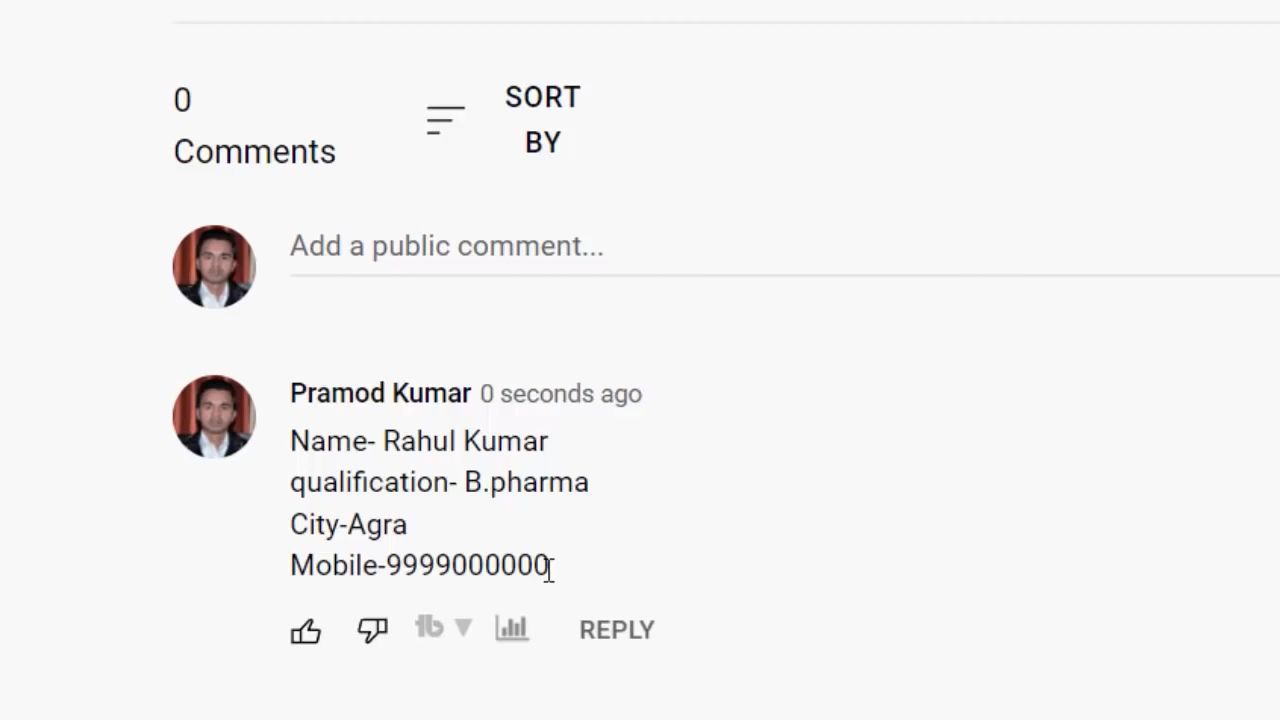 0
Comments
SORT
BY
Add a public comment...
Pramod Kumar 0 seconds ago
Name- Rahul Kumar
qualification- B.pharma
City-Agra
Mobile-9999000000
tb
REPLY